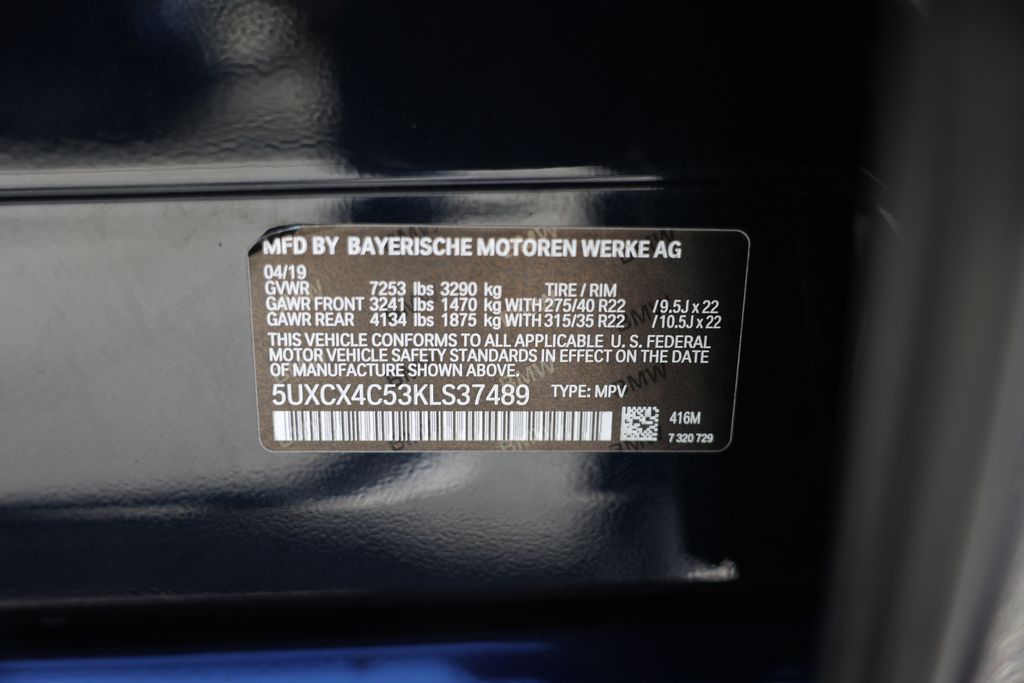 MFD BY BAYERISCHE MOTOREN WERKE AG
04/19
GVWR 7253 lbs 3290 kg TIRE / RIM
GAWR FRONT 3241 lbs 1470 kg WITH 275/40 R22 /9.5J x 22
GAWR REAR 4134 lbs 1875 kg WITH 315/35 R22 /10.5J x 22
THIS VEHICLE CONFORMS TO ALL APPLICABLE U. S. FEDERAL
MOTOR VEHICLE SAFETY STANDARDS IN EFFECT ON THE DATE
OF MANUFACTURE SHOWN ABOVE.
5UXCX4C53KLS37489 TYPE: MPV
416M
7 320 729